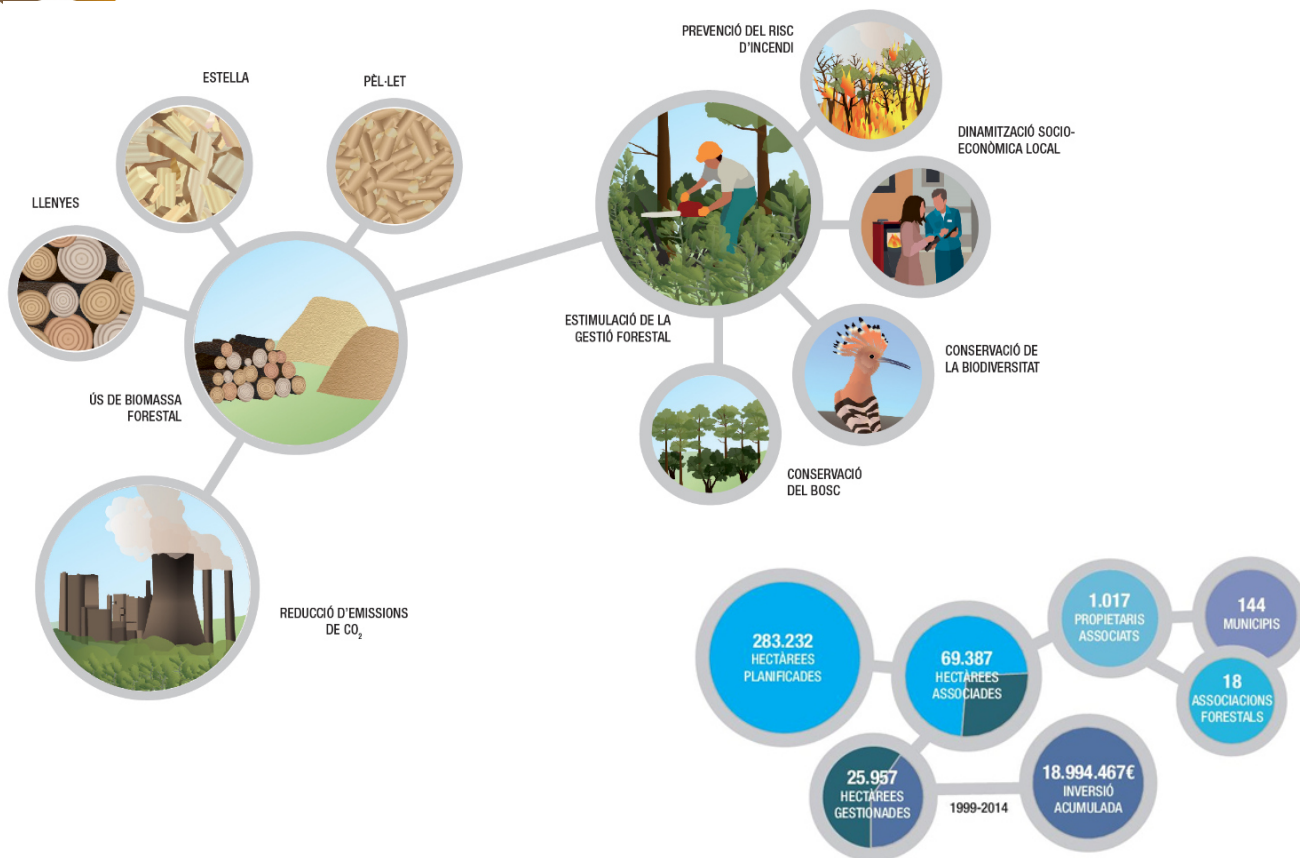 ESTELLA
PÈL·LET
LLENYES
ÚS DE BIOMASSA
FORESTAL
REDUCCIÓ D'EMISSIONS
DE CO₂
PREVENCIÓ DEL RISC
D'INCENDI
DINAMITZACIÓ SOCIO-
ECONÒMICA LOCAL
ESTIMULACIÓ DE LA
GESTIÓ FORESTAL
CONSERVACIÓ DE
LA BIODIVERSITAT
CONSERVACIÓ
DEL BOSC
283.232
HECTÀREES
PLANIFICADES
69.387
HECTÀREES
ASSOCIADES
1.017
PROPIETARIS
ASSOCIATS
144
MUNICIPIS
18
ASSOCIACIONS
FORESTALS
25.957
HECTÀREES
GESTIONADES
1999-2014
18.994.467€
INVERSIÓ
ACUMULADA